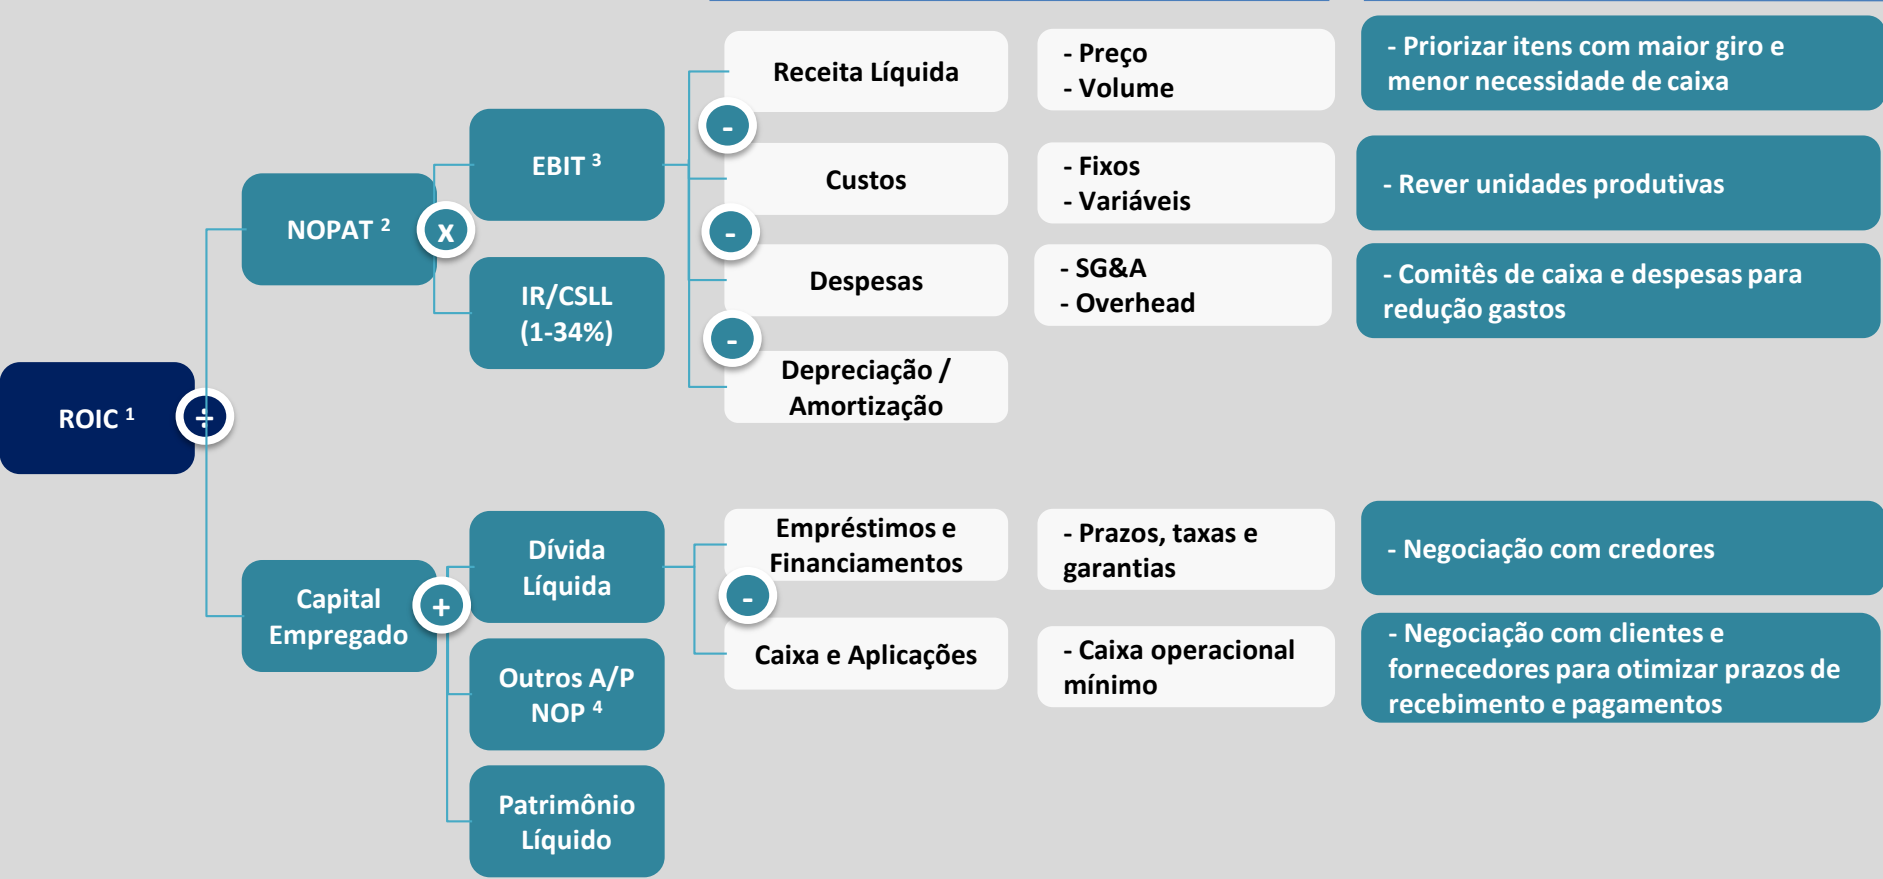 Receita Líquida
- Preço
- Volume
- Priorizar itens com maior giro e
menor necessidade de caixa
-
EBIT ³
Custos
- Fixos
- Variáveis
- Rever unidades produtivas
NOPAT ²
x
-
IR/CSLL
(1-34%)
Despesas
- SG&A
- Overhead
- Comitês de caixa e despesas para
redução gastos
-
Depreciação /
Amortização
ROIC ¹
÷
Dívida
Líquida
Empréstimos e
Financiamentos
- Prazos, taxas e
garantias
- Negociação com credores
Capital
Empregado
+
-
Outros A/P
NOP ⁴
Caixa e Aplicações
- Caixa operacional
mínimo
- Negociação com clientes e
fornecedores para otimizar prazos de
recebimento e pagamentos
Patrimônio
Líquido